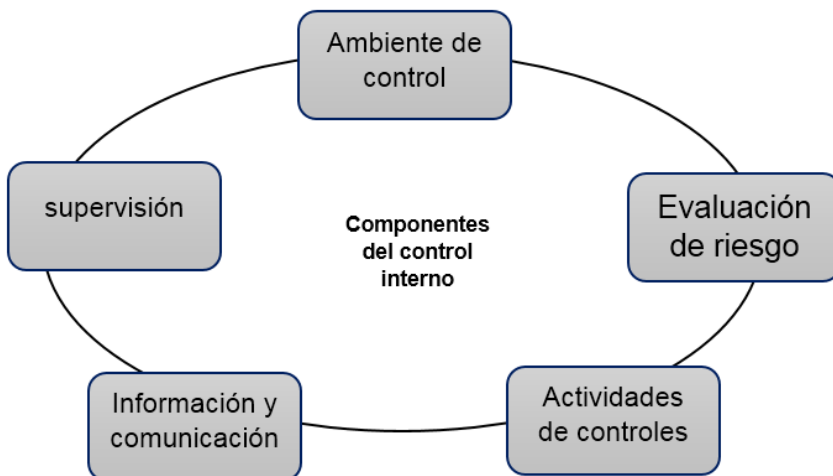 Ambiente de
control
supervisión
Evaluación
de riesgo
Componentes
del control
interno
Información y
comunicación
Actividades
de controles